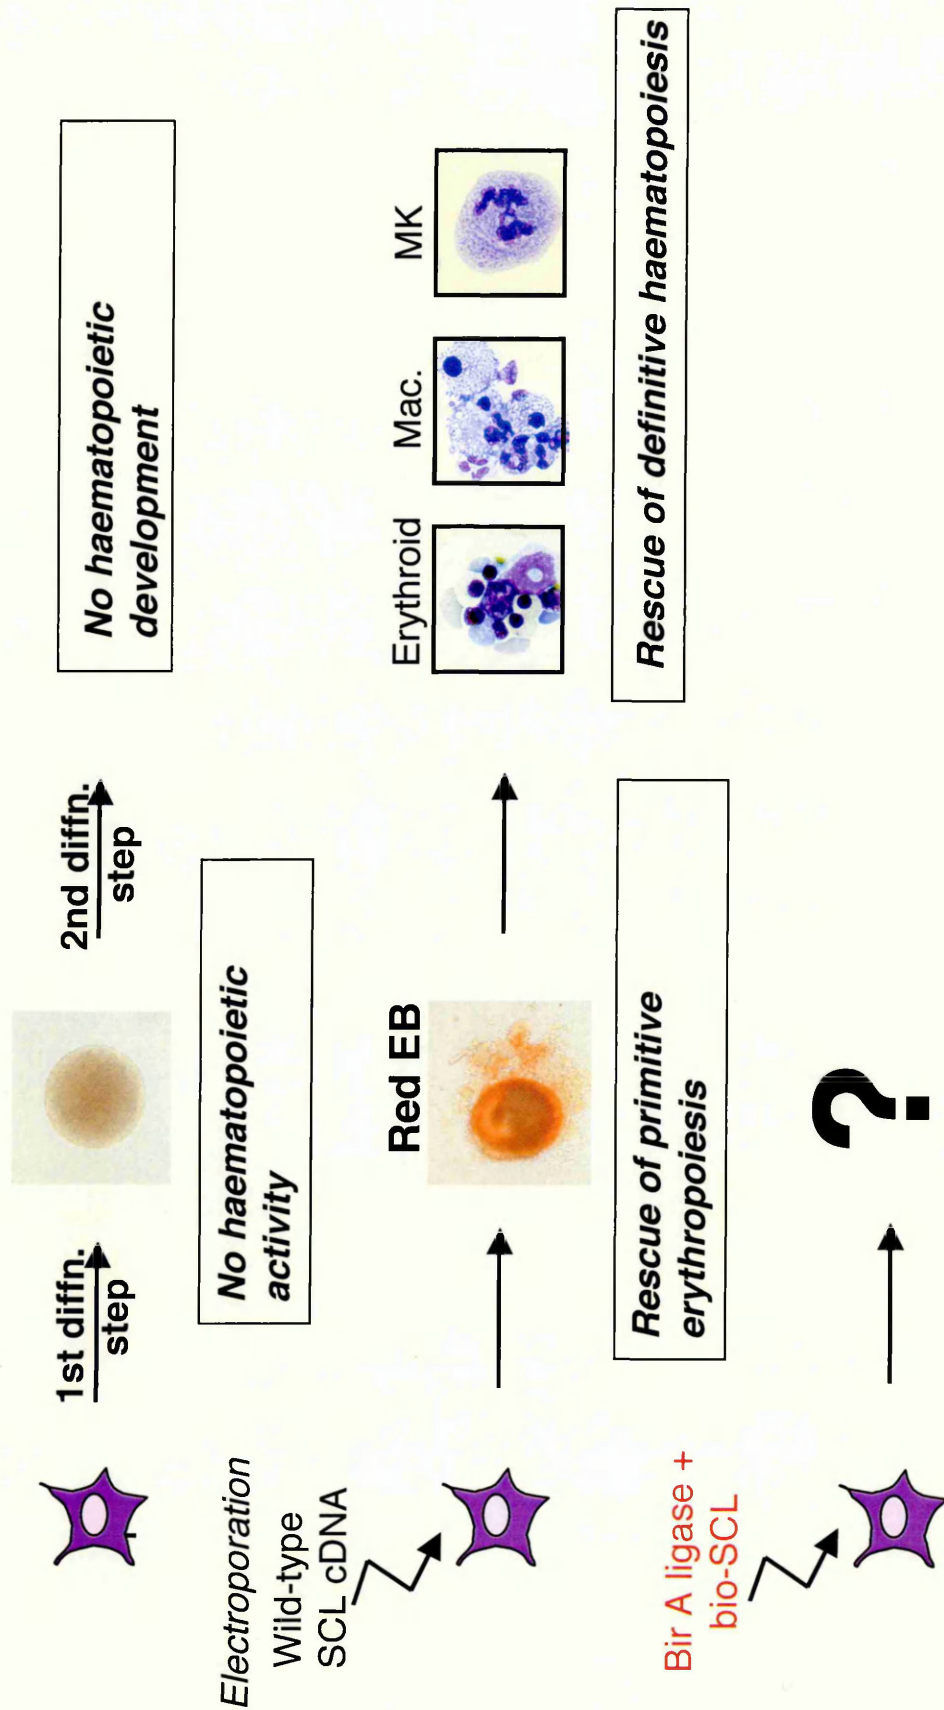 1st diffn.
step
2nd diffn.
step
No haematopoietic
activity
No haematopoietic
development
Electroporation
Wild-type
SCL cDNA
Red EB
Erythroid
Mac.
MK
Rescue of primitive
erythropoiesis
Rescue of definitive haematopoiesis
Bir A ligase +
bio-SCL
?